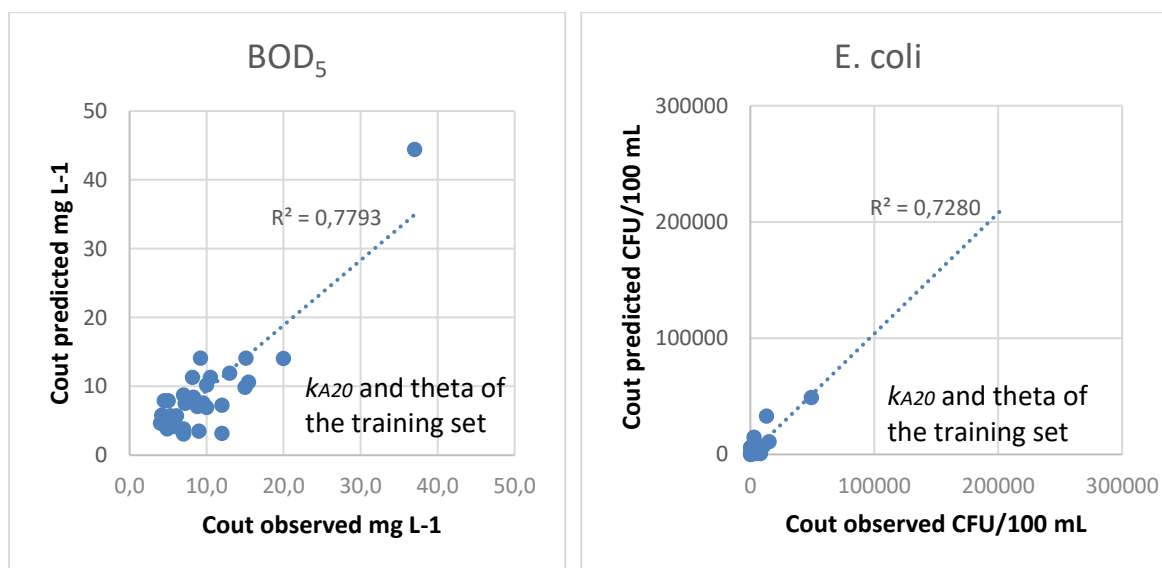 BOD₅
Cout predicted mg L-1
50
40
30
20
10
0
R² = 0,7793
kA20 and theta of
the training set
0,0 10,0 20,0 30,0 40,0 50,0
Cout observed mg L-1
E. coli
Cout predicted CFU/100 mL
300000
200000
100000
0
R² = 0,7280
kA20 and theta of
the training set
0 100000 200000 300000
Cout observed CFU/100 mL